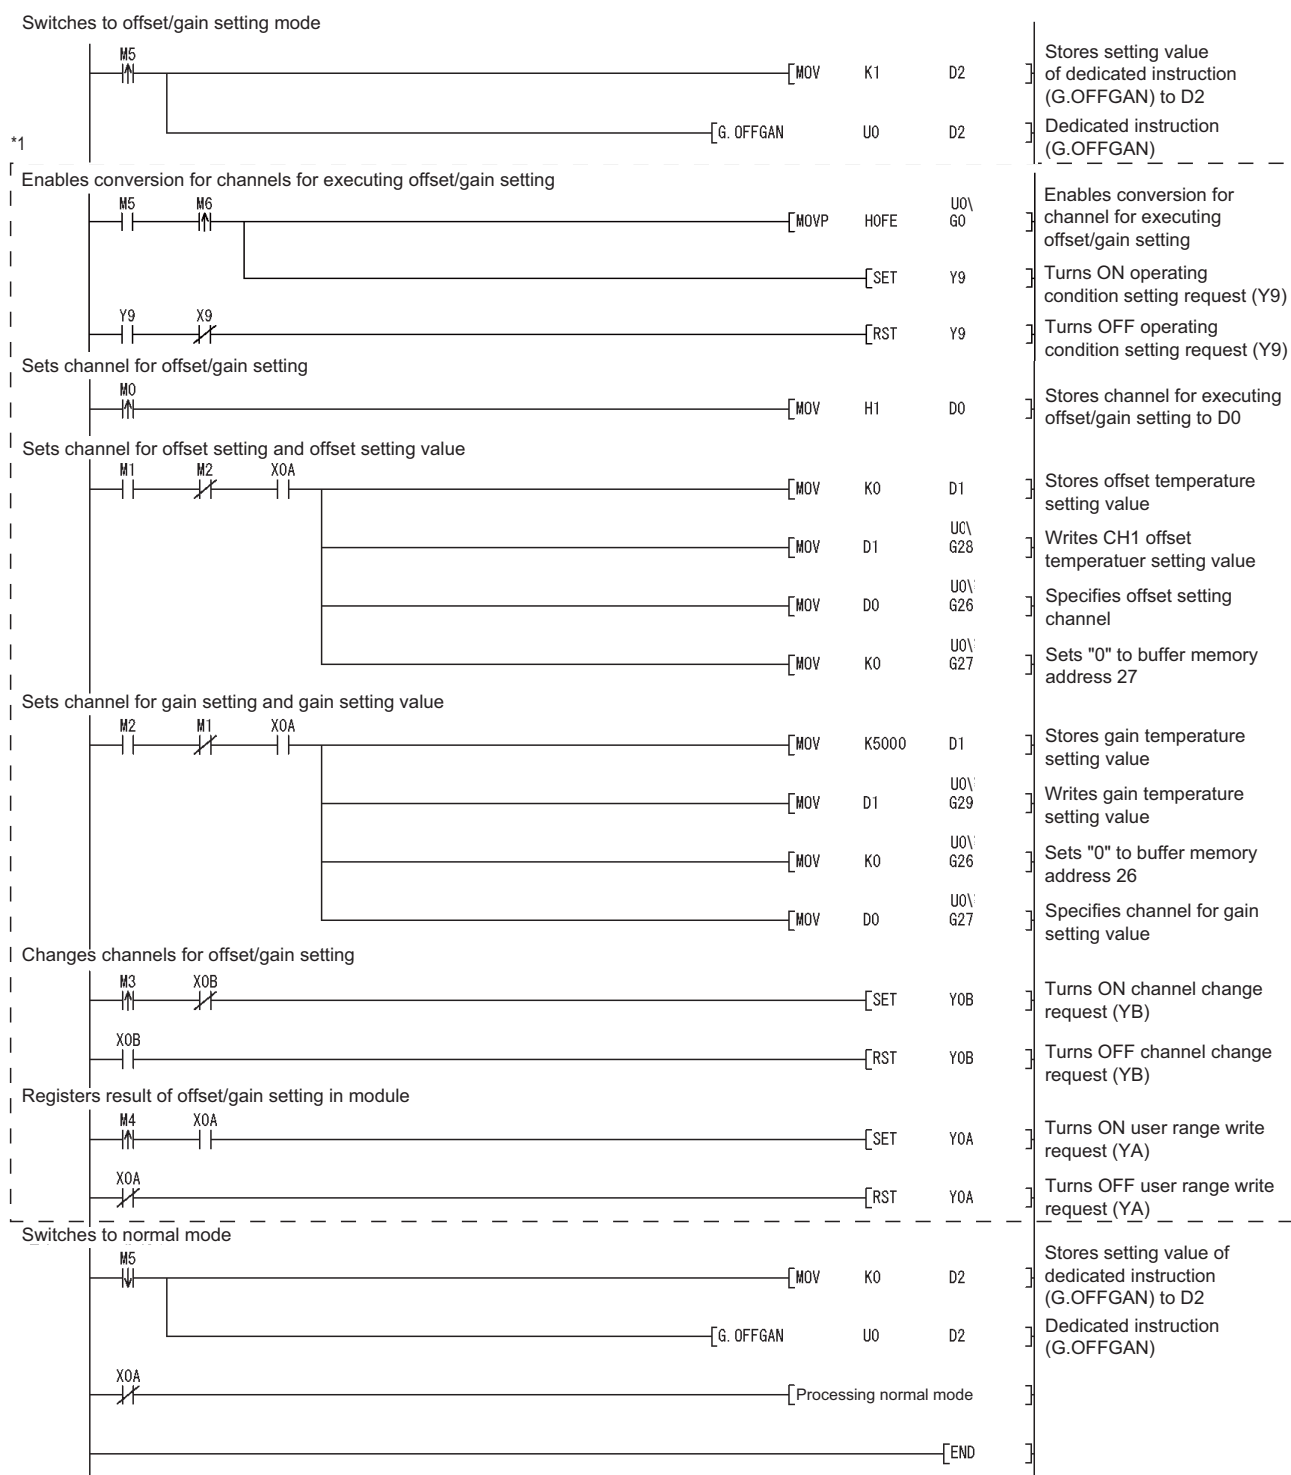 Switches to offset/gain setting mode
M5
MOV K1 D2
Stores setting value
of dedicated instruction
(G.OFFGAN) to D2
G.OFFGAN U0 D2
Dedicated instruction
(G.OFFGAN)
*1
Enables conversion for channels for executing offset/gain setting
M5 M6
MOVP H0FE U0\
G0
Enables conversion for
channel for executing
offset/gain setting
SET Y9
Turns ON operating
condition setting request (Y9)
Y9 X9
RST Y9
Turns OFF operating
condition setting request (Y9)
Sets channel for offset/gain setting
M0
MOV H1 D0
Stores channel for executing
offset/gain setting to D0
Sets channel for offset setting and offset setting value
M1 M2 X0A
MOV K0 D1
Stores offset temperature
setting value
MOV D1 U0\
G28
Writes CH1 offset
temperatuer setting value
MOV D0 U0\
G26
Specifies offset setting
channel
MOV K0 U0\
G27
Sets "0" to buffer memory
address 27
Sets channel for gain setting and gain setting value
M2 M1 X0A
MOV K5000 D1
Stores gain temperature
setting value
MOV D1 U0\
G29
Writes gain temperature
setting value
MOV K0 U0\
G26
Sets "0" to buffer memory
address 26
MOV D0 U0\
G27
Specifies channel for gain
setting value
Changes channels for offset/gain setting
M3 X0B
SET Y0B
Turns ON channel change
request (YB)
X0B
RST Y0B
Turns OFF channel change
request (YB)
Registers result of offset/gain setting in module
M4 X0A
SET Y0A
Turns ON user range write
request (YA)
X0A
RST Y0A
Turns OFF user range write
request (YA)
Switches to normal mode
M5
MOV K0 D2
Stores setting value of
dedicated instruction
(G.OFFGAN) to D2
G.OFFGAN U0 D2
Dedicated instruction
(G.OFFGAN)
X0A
Processing normal mode
END